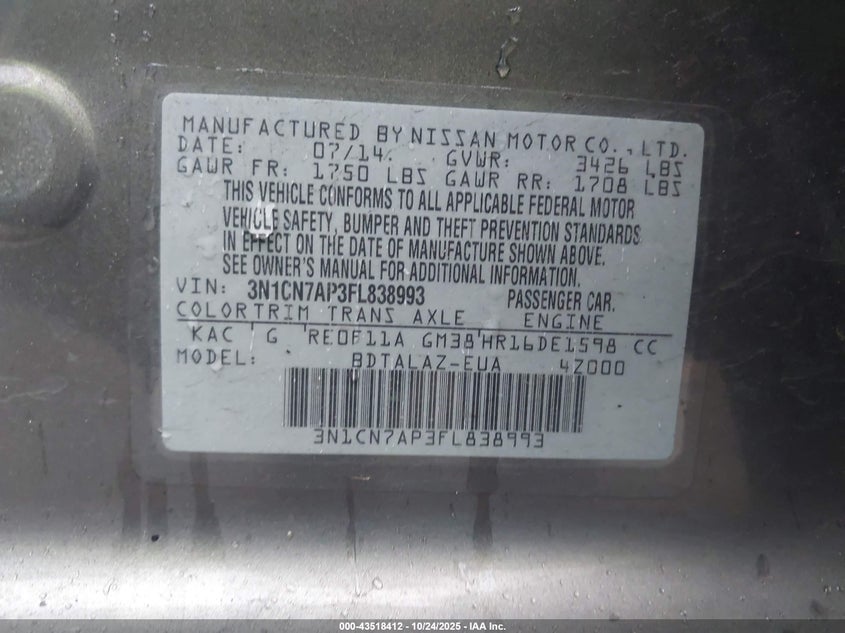 MANUFACTURED BY NISSAN MOTOR CO., LTD.
DATE: 07/14. GVWR: 3426 LBS
GAWR FR: 1750 LBS GAWR RR: 1708 LBS
THIS VEHICLE CONFORMS TO ALL APPLICABLE FEDERAL MOTOR
VEHICLE SAFETY, BUMPER AND THEFT PREVENTION STANDARDS
IN EFFECT ON THE DATE OF MANUFACTURE SHOWN ABOVE.
SEE OWNER'S MANUAL FOR ADDITIONAL INFORMATION.
VIN: 3N1CN7AP3FL838993 PASSENGER CAR.
COLOR TRIM TRANS AXLE ENGINE
KAC G RE0F11A GM38 HR16DE1598 CC
MODEL: BDTALAZ-EUA 4Z000
3N1CN7AP3FL838993
000-43518412 - 10/24/2025 - IAA Inc.